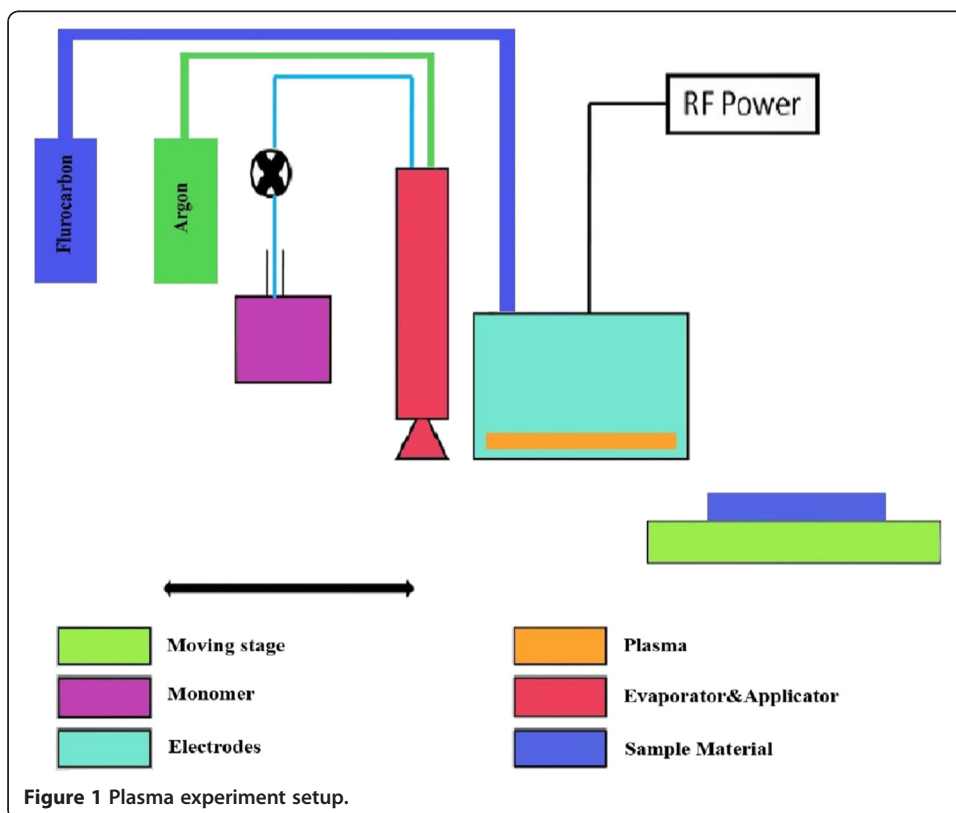 RF Power
Flurocarbon
Argon
Moving stage
Plasma
Monomer
Evaporator&Applicator
Electrodes
Sample Material
Figure 1 Plasma experiment setup.